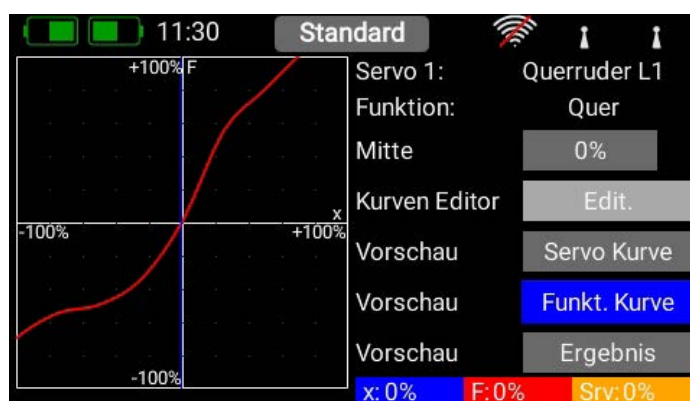 11:30 Standard
+100% F
-100% x +100%
-100%
Servo 1: Querruder L1
Funktion: Quer
Mitte 0%
Kurven Editor Edit.
Vorschau Servo Kurve
Vorschau Funkt. Kurve
Vorschau Ergebnis
x: 0% F: 0% Srv: 0%